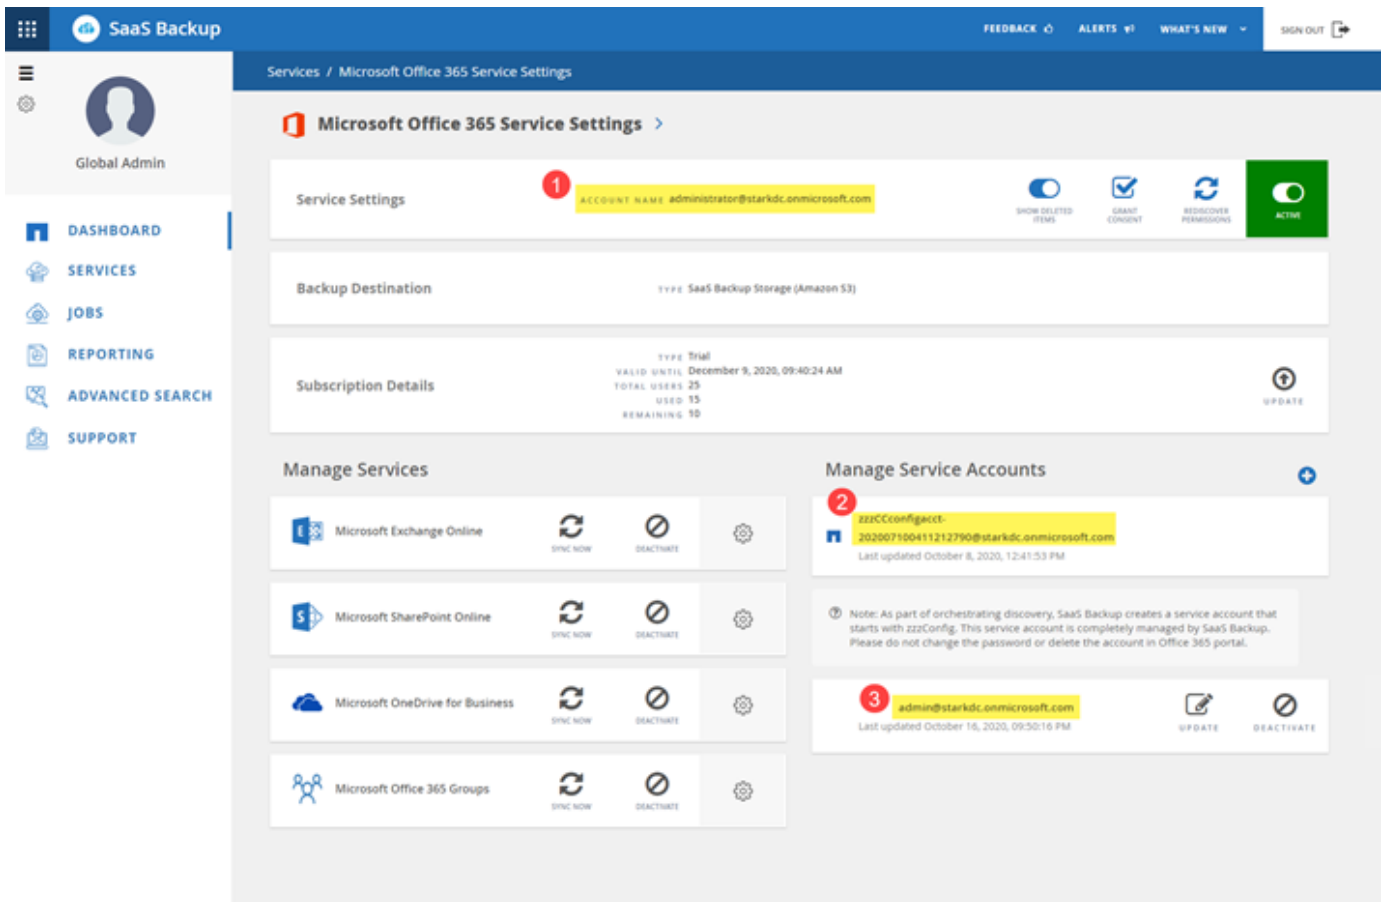 SaaS Backup
FEEDBACK
ALERTS
WHAT'S NEW
SIGN OUT
Global Admin
DASHBOARD
SERVICES
JOBS
REPORTING
ADVANCED SEARCH
SUPPORT
Services / Microsoft Office 365 Service Settings
Microsoft Office 365 Service Settings >
Service Settings
1
ACCOUNT NAME administrator@starkdc.onmicrosoft.com
SHOW DELETED
ITEMS
GRANT
CONSENT
REDISCOVER
PERMISSIONS
ACTIVE
Backup Destination
TYPE SaaS Backup Storage (Amazon S3)
Subscription Details
TYPE Trial
VALID UNTIL December 9, 2020, 09:40:24 AM
TOTAL USERS 25
USED 15
REMAINING 10
UPDATE
Manage Services
Microsoft Exchange Online
SYNC NOW
DEACTIVATE
Microsoft SharePoint Online
SYNC NOW
DEACTIVATE
Microsoft OneDrive for Business
SYNC NOW
DEACTIVATE
Microsoft Office 365 Groups
SYNC NOW
DEACTIVATE
Manage Service Accounts
2
zzzCCconfigacct-
202007100411212790@starkdc.onmicrosoft.com
Last updated October 8, 2020, 12:41:53 PM
Note: As part of orchestrating discovery, SaaS Backup creates a service account that
starts with zzzConfig. This service account is completely managed by SaaS Backup.
Please do not change the password or delete the account in Office 365 portal.
3
admin@starkdc.onmicrosoft.com
Last updated October 16, 2020, 09:50:16 PM
UPDATE
DEACTIVATE